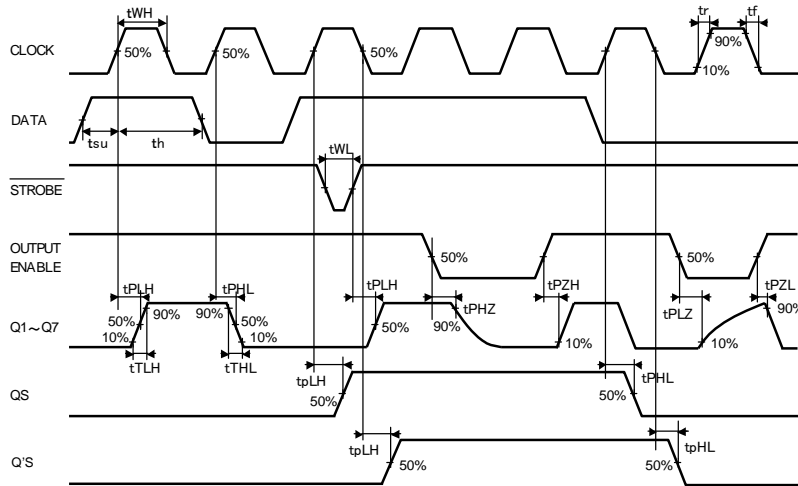 tWH
tr
tf
CLOCK
50%
50%
50%
90%
10%
DATA
tsu
th
tWL
STROBE
OUTPUT
ENABLE
50%
50%
tPLH
tPHL
tPLH
tPZH
tPZL
Q1～Q7
50%
90%
10%
90%
50%
10%
50%
tPHZ
90%
10%
tPLZ
10%
90%
tTLH
tTHL
tpLH
tPHL
QS
50%
50%
tpLH
tpHL
Q'S
50%
50%